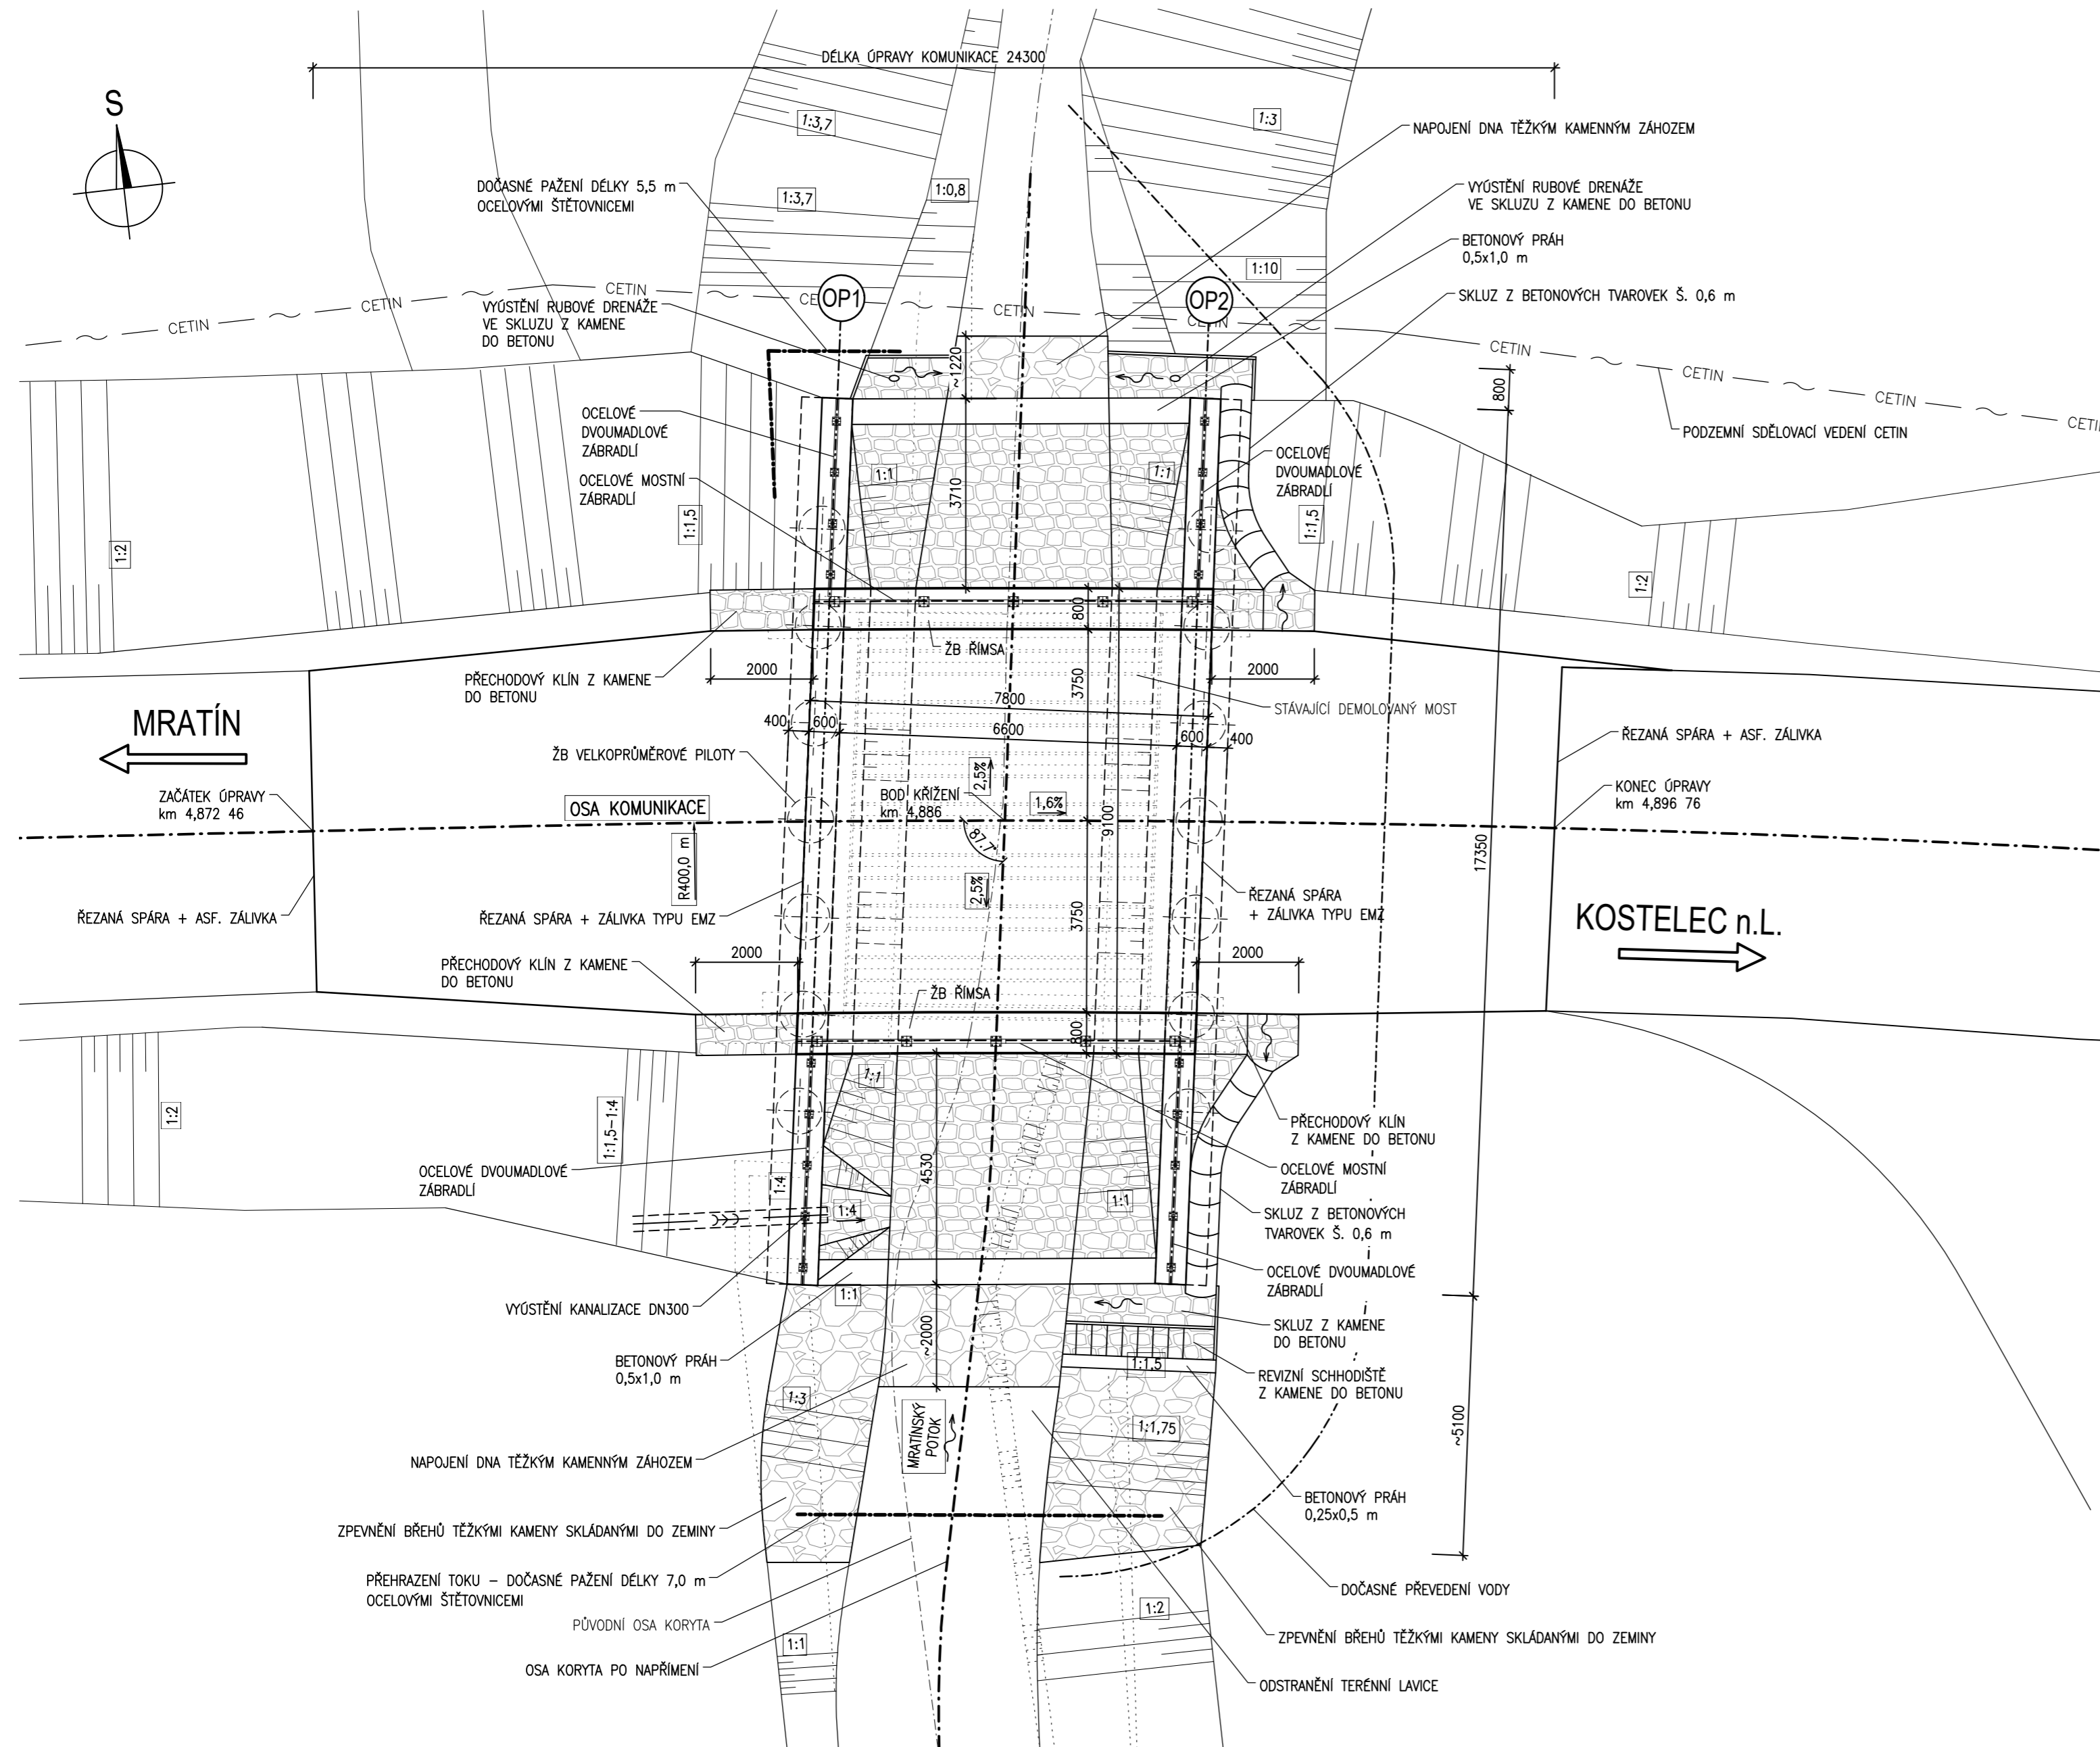 DÉLKA ÚPRAVY KOMUNIKACE 24300
S
1:3,7
1:3
NAPOJENÍ DNA TĚŽKÝM KAMENNÝM ZÁHOZEM
DOČASNÉ PAŽENÍ DÉLKY 5,5 m
OCELOVÝMI ŠTĚTOVNICEMI
1:3,7
1:0,8
VYÚSTĚNÍ RUBOVÉ DRENÁŽE
VE SKLUZU Z KAMENE DO BETONU
BETONOVÝ PRÁH
0,5x1,0 m
1:10
SKLUZ Z BETONOVÝCH TVAROVEK Š. 0,6 m
OP1
OP2
CETIN
CETIN
CETIN
CETIN
CETIN
CETIN
CETIN
VYÚSTĚNÍ RUBOVÉ DRENÁŽE
VE SKLUZU Z KAMENE
DO BETONU
~1220
800
PODZEMNÍ SDĚLOVACÍ VEDENÍ CETIN
OCELOVÉ
DVOUMADLOVÉ
ZÁBRADLÍ
OCELOVÉ MOSTNÍ
ZÁBRADLÍ
OCELOVÉ
DVOUMADLOVÉ
ZÁBRADLÍ
1:1
1:1
3710
1:2
1:1,5
1:1,5
1:2
800
ŽB ŘÍMSA
2000
2000
PŘECHODOVÝ KLÍN Z KAMENE
DO BETONU
3750
7800
STÁVAJÍCÍ DEMOLOVANÝ MOST
MRATÍN
400
600
6600
600
400
ŽB VELKOPRŮMĚROVÉ PILOTY
ŘEZANÁ SPÁRA + ASF. ZÁLIVKA
2,5%
ZAČÁTEK ÚPRAVY
km 4,872 46
OSA KOMUNIKACE
BOD KŘÍŽENÍ
km 4,886
1,6%
9100
KONEC ÚPRAVY
km 4,896 76
87.7°
R400,0 m
17350
2,5%
ŘEZANÁ SPÁRA + ASF. ZÁLIVKA
ŘEZANÁ SPÁRA + ZÁLIVKA TYPU EMZ
3750
ŘEZANÁ SPÁRA
+ ZÁLIVKA TYPU EMZ
KOSTELEC n.L.
2000
2000
PŘECHODOVÝ KLÍN Z KAMENE
DO BETONU
ŽB ŘÍMSA
800
1:1
1:2
1:1,5-1:4
PŘECHODOVÝ KLÍN
Z KAMENE DO BETONU
OCELOVÉ DVOUMADLOVÉ
ZÁBRADLÍ
4530
OCELOVÉ MOSTNÍ
ZÁBRADLÍ
1:4
1:4
1:1
SKLUZ Z BETONOVÝCH
TVAROVEK Š. 0,6 m
OCELOVÉ DVOUMADLOVÉ
ZÁBRADLÍ
VYÚSTĚNÍ KANALIZACE DN300
1:1
SKLUZ Z KAMENE
DO BETONU
~2000
BETONOVÝ PRÁH
0,5x1,0 m
1:1,5
REVIZNÍ SCHHODIŠTĚ
Z KAMENE DO BETONU
1:3
MRATÍNSKÝ
POTOK
1:1,75
~5100
NAPOJENÍ DNA TĚŽKÝM KAMENNÝM ZÁHOZEM
BETONOVÝ PRÁH
0,25x0,5 m
ZPEVNĚNÍ BŘEHŮ TĚŽKÝMI KAMENY SKLÁDANÝMI DO ZEMINY
PŘEHRAZENÍ TOKU – DOČASNÉ PAŽENÍ DÉLKY 7,0 m
OCELOVÝMI ŠTĚTOVNICEMI
DOČASNÉ PŘEVEDENÍ VODY
PŮVODNÍ OSA KORYTA
1:2
1:1
ZPEVNĚNÍ BŘEHŮ TĚŽKÝMI KAMENY SKLÁDANÝMI DO ZEMINY
OSA KORYTA PO NAPŘÍMENÍ
ODSTRANĚNÍ TERÉNNÍ LAVICE